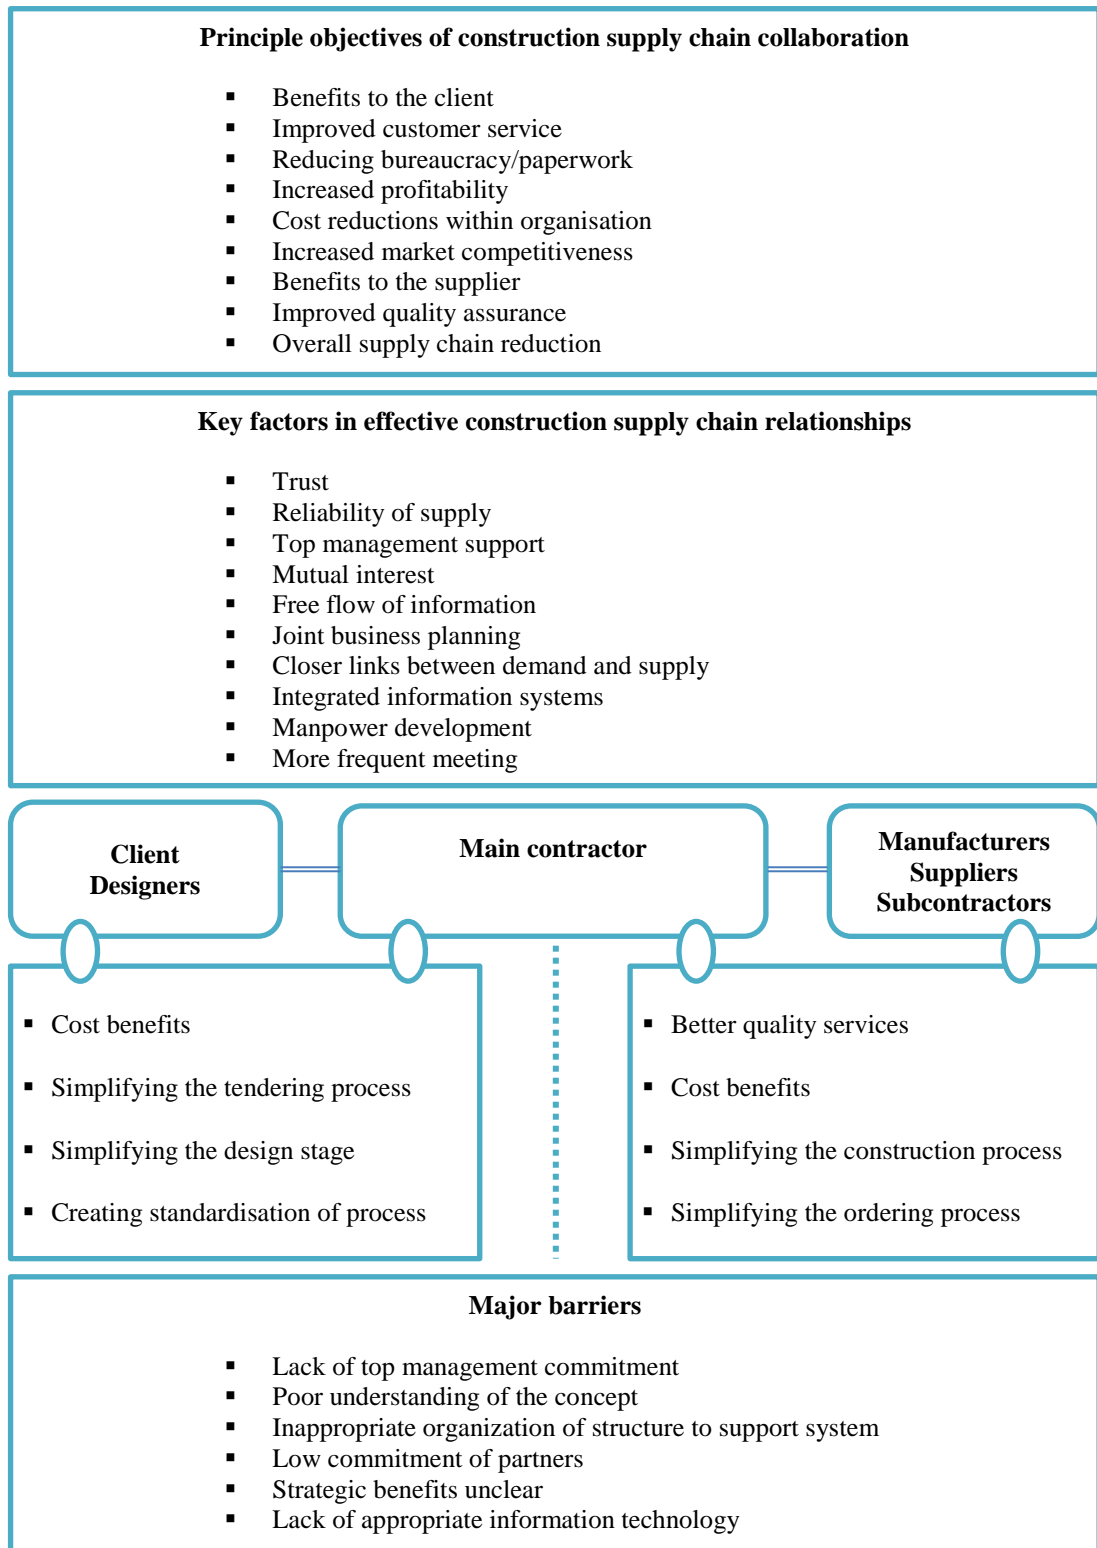 Principle objectives of construction supply chain collaboration
▪ Benefits to the client
▪ Improved customer service
▪ Reducing bureaucracy/paperwork
▪ Increased profitability
▪ Cost reductions within organisation
▪ Increased market competitiveness
▪ Benefits to the supplier
▪ Improved quality assurance
▪ Overall supply chain reduction
Key factors in effective construction supply chain relationships
▪ Trust
▪ Reliability of supply
▪ Top management support
▪ Mutual interest
▪ Free flow of information
▪ Joint business planning
▪ Closer links between demand and supply
▪ Integrated information systems
▪ Manpower development
▪ More frequent meeting
Client
Designers
Main contractor
Manufacturers
Suppliers
Subcontractors
▪ Cost benefits
▪ Simplifying the tendering process
▪ Simplifying the design stage
▪ Creating standardisation of process
▪ Better quality services
▪ Cost benefits
▪ Simplifying the construction process
▪ Simplifying the ordering process
Major barriers
▪ Lack of top management commitment
▪ Poor understanding of the concept
▪ Inappropriate organization of structure to support system
▪ Low commitment of partners
▪ Strategic benefits unclear
▪ Lack of appropriate information technology